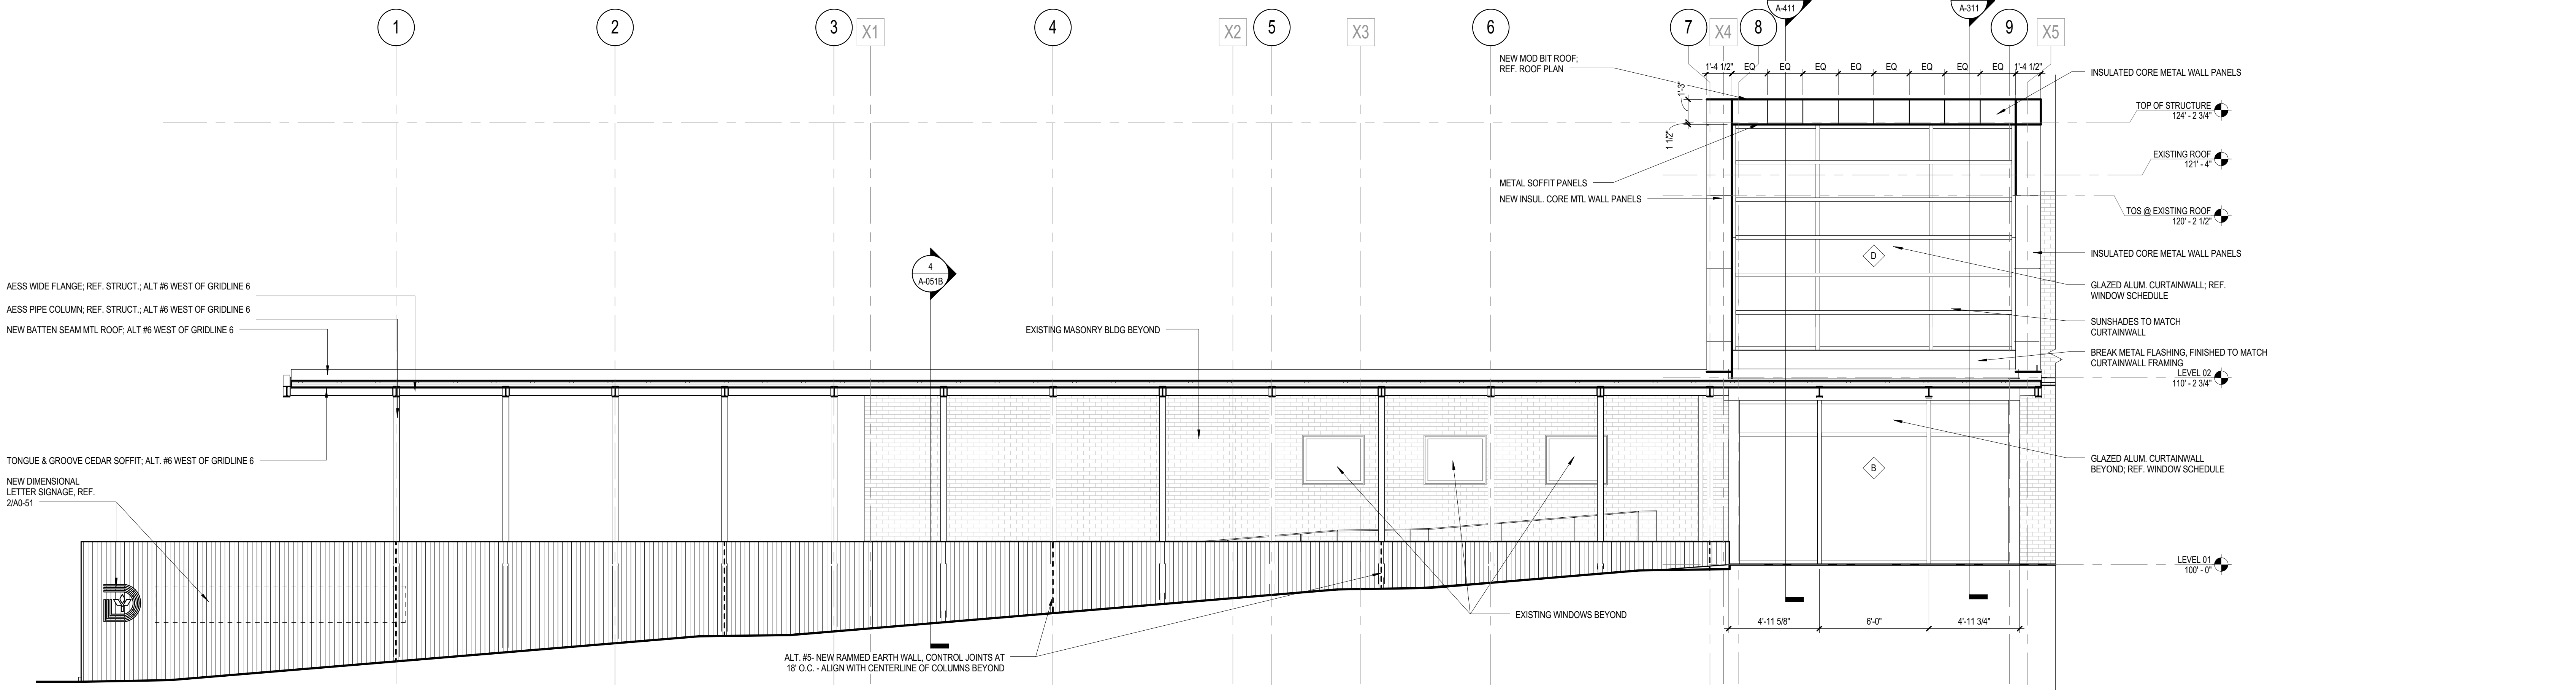 1
2
3
X1
4
X2
5
X3
6
7
X4
8
A-411
A-311
9
X5
NEW MOD BIT ROOF;
REF. ROOF PLAN
1'-4 1/2"
EQ
EQ
EQ
EQ
EQ
EQ
EQ
EQ
1'-4 1/2"
1'-3"
1 1/2"
INSULATED CORE METAL WALL PANELS
TOP OF STRUCTURE
124' - 2 3/4"
EXISTING ROOF
121' - 4"
METAL SOFFIT PANELS
NEW INSUL. CORE MTL WALL PANELS
TOS @ EXISTING ROOF
120' - 2 1/2"
D
INSULATED CORE METAL WALL PANELS
GLAZED ALUM. CURTAINWALL; REF.
WINDOW SCHEDULE
SUNSHADES TO MATCH
CURTAINWALL
BREAK METAL FLASHING, FINISHED TO MATCH
CURTAINWALL FRAMING
LEVEL 02
110' - 2 3/4"
4
A-051B
AESS WIDE FLANGE; REF. STRUCT.; ALT #6 WEST OF GRIDLINE 6
AESS PIPE COLUMN; REF. STRUCT.; ALT #6 WEST OF GRIDLINE 6
NEW BATTEN SEAM MTL ROOF; ALT #6 WEST OF GRIDLINE 6
EXISTING MASONRY BLDG BEYOND
TONGUE & GROOVE CEDAR SOFFIT; ALT. #6 WEST OF GRIDLINE 6
NEW DIMENSIONAL
LETTER SIGNAGE, REF.
2/A0-51
B
GLAZED ALUM. CURTAINWALL
BEYOND; REF. WINDOW SCHEDULE
LEVEL 01
100' - 0"
EXISTING WINDOWS BEYOND
4'-11 5/8"
6'-0"
4'-11 3/4"
ALT. #5- NEW RAMMED EARTH WALL, CONTROL JOINTS AT
18' O.C. - ALIGN WITH CENTERLINE OF COLUMNS BEYOND